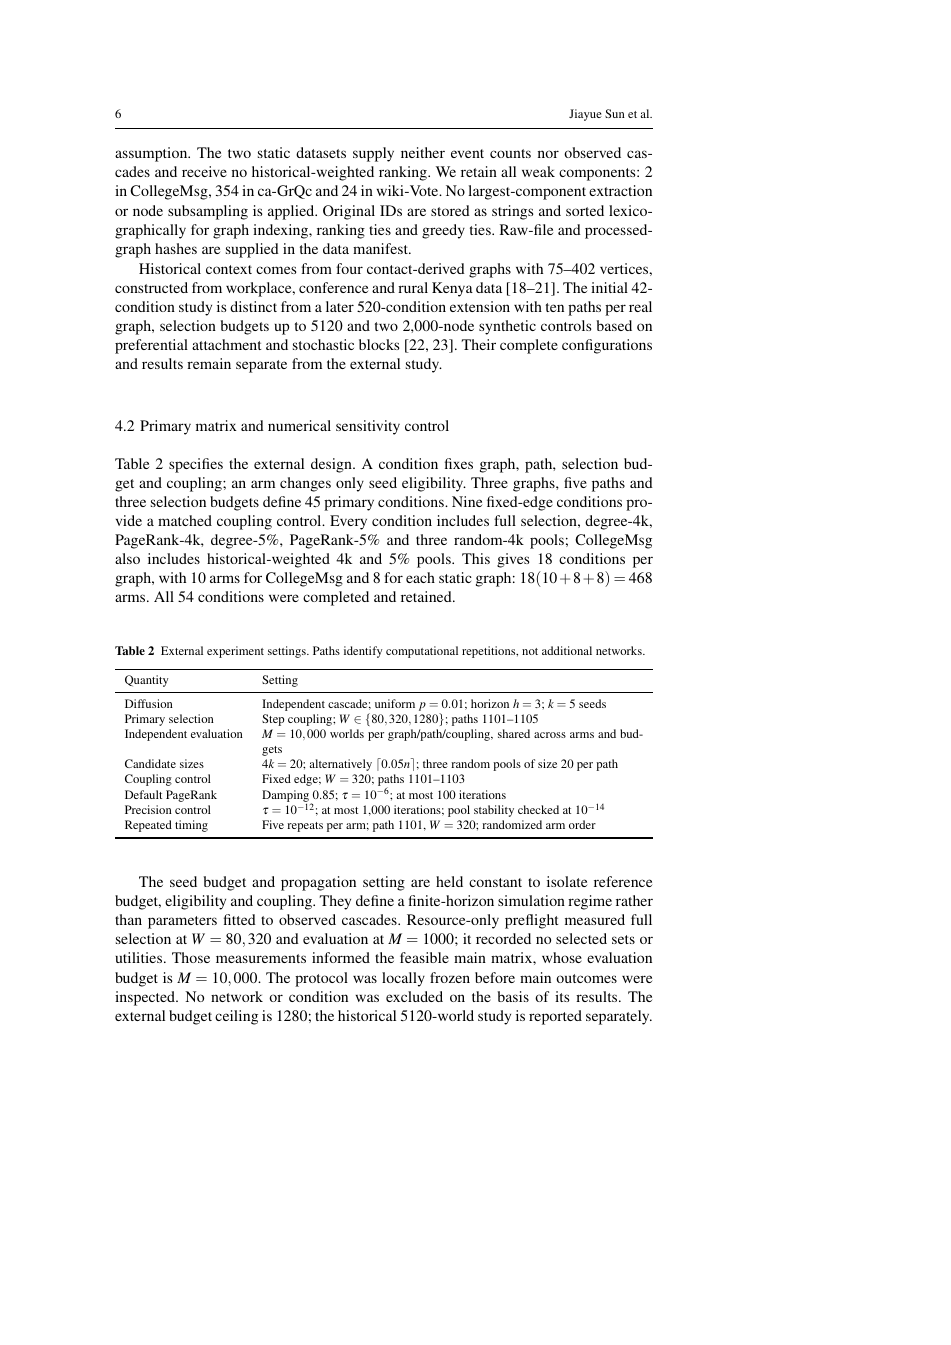 6 Jiayue Sun et al.
assumption. The two static datasets supply neither event counts nor observed cas-
cades and receive no historical-weighted ranking. We retain all weak components: 2
in CollegeMsg, 354 in ca-GrQc and 24 in wiki-Vote. No largest-component extraction
or node subsampling is applied. Original IDs are stored as strings and sorted lexico-
graphically for graph indexing, ranking ties and greedy ties. Raw-file and processed-
graph hashes are supplied in the data manifest.
Historical context comes from four contact-derived graphs with 75–402 vertices,
constructed from workplace, conference and rural Kenya data [18–21]. The initial 42-
condition study is distinct from a later 520-condition extension with ten paths per real
graph, selection budgets up to 5120 and two 2,000-node synthetic controls based on
preferential attachment and stochastic blocks [22, 23]. Their complete configurations
and results remain separate from the external study.
4.2 Primary matrix and numerical sensitivity control
Table 2 specifies the external design. A condition fixes graph, path, selection bud-
get and coupling; an arm changes only seed eligibility. Three graphs, five paths and
three selection budgets define 45 primary conditions. Nine fixed-edge conditions pro-
vide a matched coupling control. Every condition includes full selection, degree-4k,
PageRank-4k, degree-5%, PageRank-5% and three random-4k pools; CollegeMsg
also includes historical-weighted 4k and 5% pools. This gives 18 conditions per
graph, with 10 arms for CollegeMsg and 8 for each static graph: 18(10+8+8) = 468
arms. All 54 conditions were completed and retained.
Table 2 External experiment settings. Paths identify computational repetitions, not additional networks.
Quantity Setting
Diffusion Independent cascade; uniform p = 0.01; horizon h = 3; k = 5 seeds
Primary selection Step coupling; W ∈ {80,320,1280}; paths 1101–1105
Independent evaluation M = 10,000 worlds per graph/path/coupling, shared across arms and bud-
gets
Candidate sizes 4k = 20; alternatively ⌈0.05n⌉; three random pools of size 20 per path
Coupling control Fixed edge; W = 320; paths 1101–1103
Default PageRank Damping 0.85; τ = 10⁻⁶; at most 100 iterations
Precision control τ = 10⁻¹²; at most 1,000 iterations; pool stability checked at 10⁻¹⁴
Repeated timing Five repeats per arm; path 1101, W = 320; randomized arm order
The seed budget and propagation setting are held constant to isolate reference
budget, eligibility and coupling. They define a finite-horizon simulation regime rather
than parameters fitted to observed cascades. Resource-only preflight measured full
selection at W = 80,320 and evaluation at M = 1000; it recorded no selected sets or
utilities. Those measurements informed the feasible main matrix, whose evaluation
budget is M = 10,000. The protocol was locally frozen before main outcomes were
inspected. No network or condition was excluded on the basis of its results. The
external budget ceiling is 1280; the historical 5120-world study is reported separately.